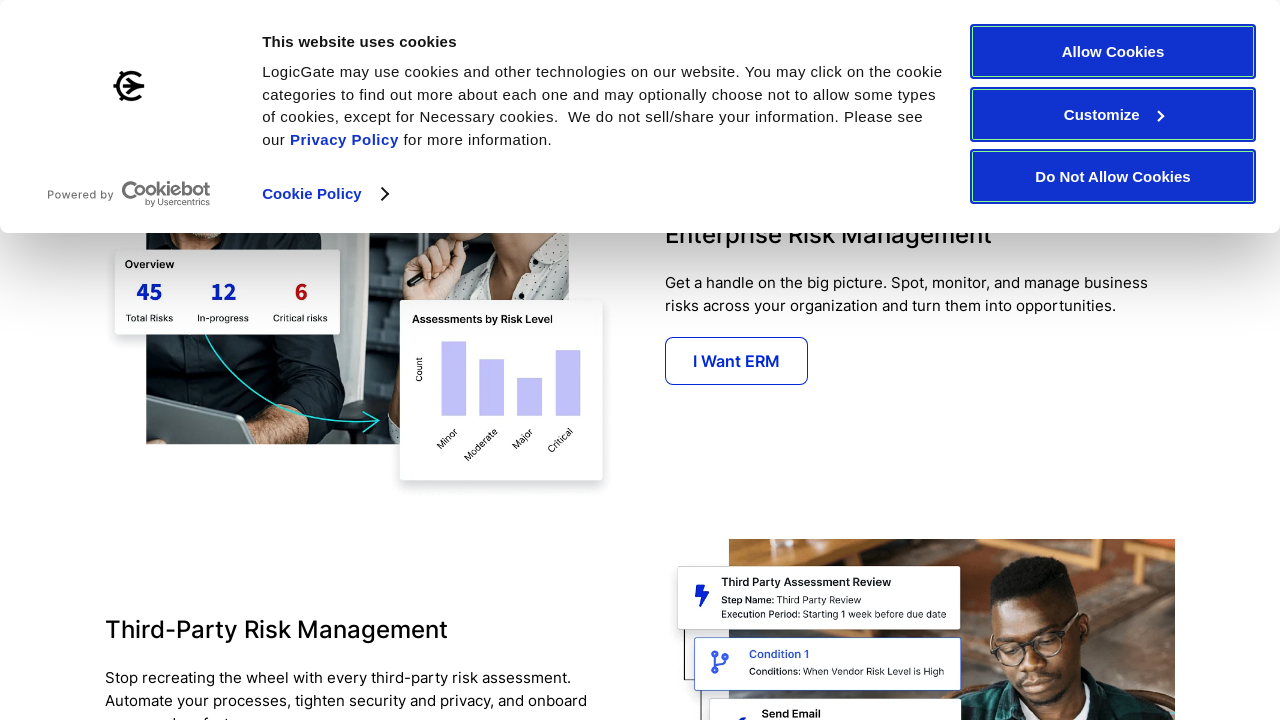 This website uses cookies
LogicGate may use cookies and other technologies on our website. You may click on the cookie
categories to find out more about each one and may optionally choose not to allow some types
of cookies, except for Necessary cookies.  We do not sell/share your information. Please see
our Privacy Policy for more information.
Cookie Policy
Powered by Cookiebot
by Usercentrics
Allow Cookies
Customize
Do Not Allow Cookies
Overview
45 12 6
Total Risks In-progress Critical risks
Assessments by Risk Level
Count
Minor Moderate Major Critical
Enterprise Risk Management
Get a handle on the big picture. Spot, monitor, and manage business
risks across your organization and turn them into opportunities.
I Want ERM
Third-Party Risk Management
Stop recreating the wheel with every third-party risk assessment.
Automate your processes, tighten security and privacy, and onboard
Third Party Assessment Review
Step Name: Third Party Review
Execution Period: Starting 1 week before due date
Condition 1
Conditions: When Vendor Risk Level is High
Send Email